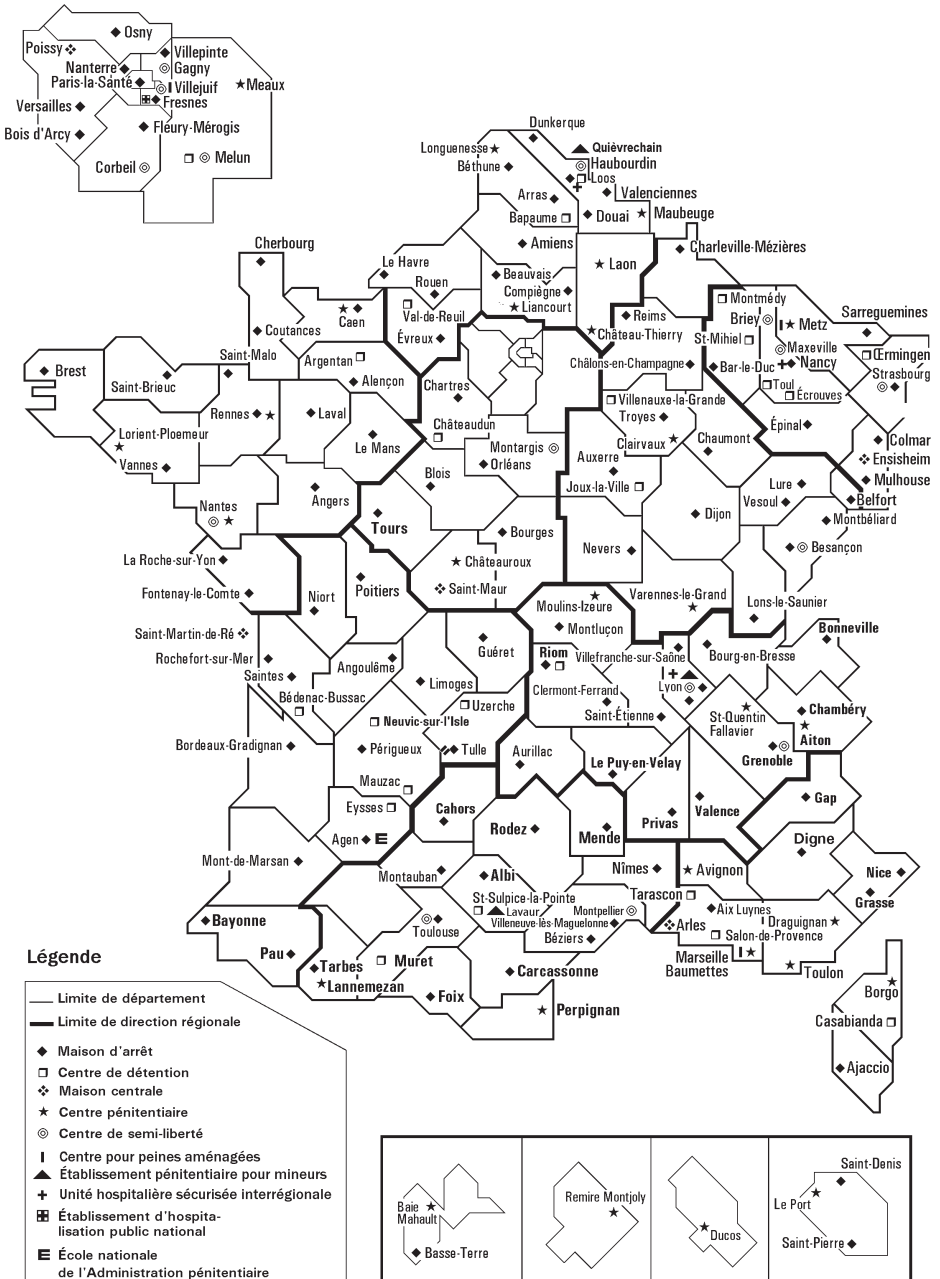 Osny
Poissy
Villepinte
Nanterre
Gagny
Paris-la-Santé
Meaux
Villejuif
Fresnes
Versailles
Bois d'Arcy
Fleury-Mérogis
Melun
Corbeil
Dunkerque
Longuenesse
Quièvrechain
Béthune
Haubourdin
Loos
Arras
Valenciennes
Bapaume
Douai
Maubeuge
Cherbourg
Amiens
Charleville-Mézières
Le Havre
Laon
Beauvais
Rouen
Compiègne
Liancourt
Montmédy
Caen
Val-de-Reuil
Reims
Briey
Metz
Sarreguemines
Coutances
Évreux
Château-Thierry
St-Mihiel
Maxeville
Œrmingen
Saint-Malo
Argentan
Châlons-en-Champagne
Bar-le-Duc
Nancy
Strasbourg
Brest
Saint-Brieuc
Alençon
Chartres
Toul
Écrouves
Villenauxe-la-Grande
Rennes
Laval
Troyes
Châteaudun
Épinal
Lorient-Ploemeur
Le Mans
Montargis
Clairvaux
Chaumont
Colmar
Vannes
Orléans
Auxerre
Ensisheim
Blois
Joux-la-Ville
Lure
Mulhouse
Angers
Vesoul
Belfort
Nantes
Tours
Dijon
Montbéliard
Bourges
La Roche-sur-Yon
Nevers
Besançon
Châteauroux
Fontenay-le-Comte
Niort
Poitiers
Saint-Maur
Varennes-le-Grand
Moulins-Izeure
Lons-le-Saunier
Saint-Martin-de-Ré
Montluçon
Bonneville
Guéret
Riom
Villefranche-sur-Saône
Bourg-en-Bresse
Rochefort-sur-Mer
Angoulême
Saintes
Limoges
Clermont-Ferrand
Lyon
Bédenac-Bussac
Uzerche
Chambéry
Saint-Étienne
St-Quentin
Fallavier
Neuvic-sur-l'Isle
Aiton
Bordeaux-Gradignan
Périgueux
Tulle
Aurillac
Grenoble
Le Puy-en-Velay
Mauzac
Eysses
Cahors
Valence
Gap
Privas
Rodez
Mende
Agen
Digne
Mont-de-Marsan
Montauban
Albi
Nîmes
Avignon
Nice
St-Sulpice-la-Pointe
Tarascon
Grasse
Lavaur
Montpellier
Aix Luynes
Bayonne
Toulouse
Villeneuve-lès-Maguelonne
Arles
Draguignan
Béziers
Salon-de-Provence
Pau
Marseille
Baumettes
Tarbes
Muret
Carcassonne
Toulon
Lannemezan
Foix
Perpignan
Borgo
Casabianda
Ajaccio
Légende
Limite de département
Limite de direction régionale
Maison d'arrêt
Centre de détention
Maison centrale
Centre pénitentiaire
Centre de semi-liberté
Centre pour peines aménagées
Établissement pénitentiaire pour mineurs
Unité hospitalière sécurisée interrégionale
Établissement d'hospita-
lisation public national
E École nationale
de l'Administration pénitentiaire
Baie
Mahault
Basse-Terre
Remire Montjoly
Ducos
Saint-Denis
Le Port
Saint-Pierre